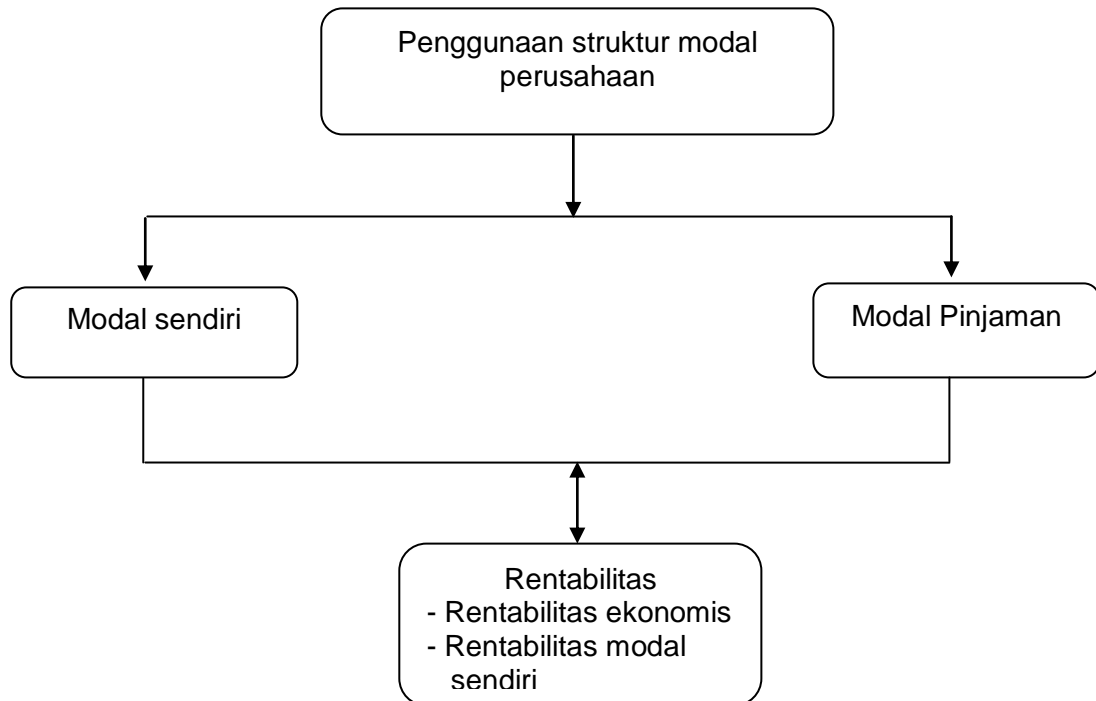 Penggunaan struktur modal
perusahaan
Modal sendiri
Modal Pinjaman
Rentabilitas
- Rentabilitas ekonomis
- Rentabilitas modal
sendiri